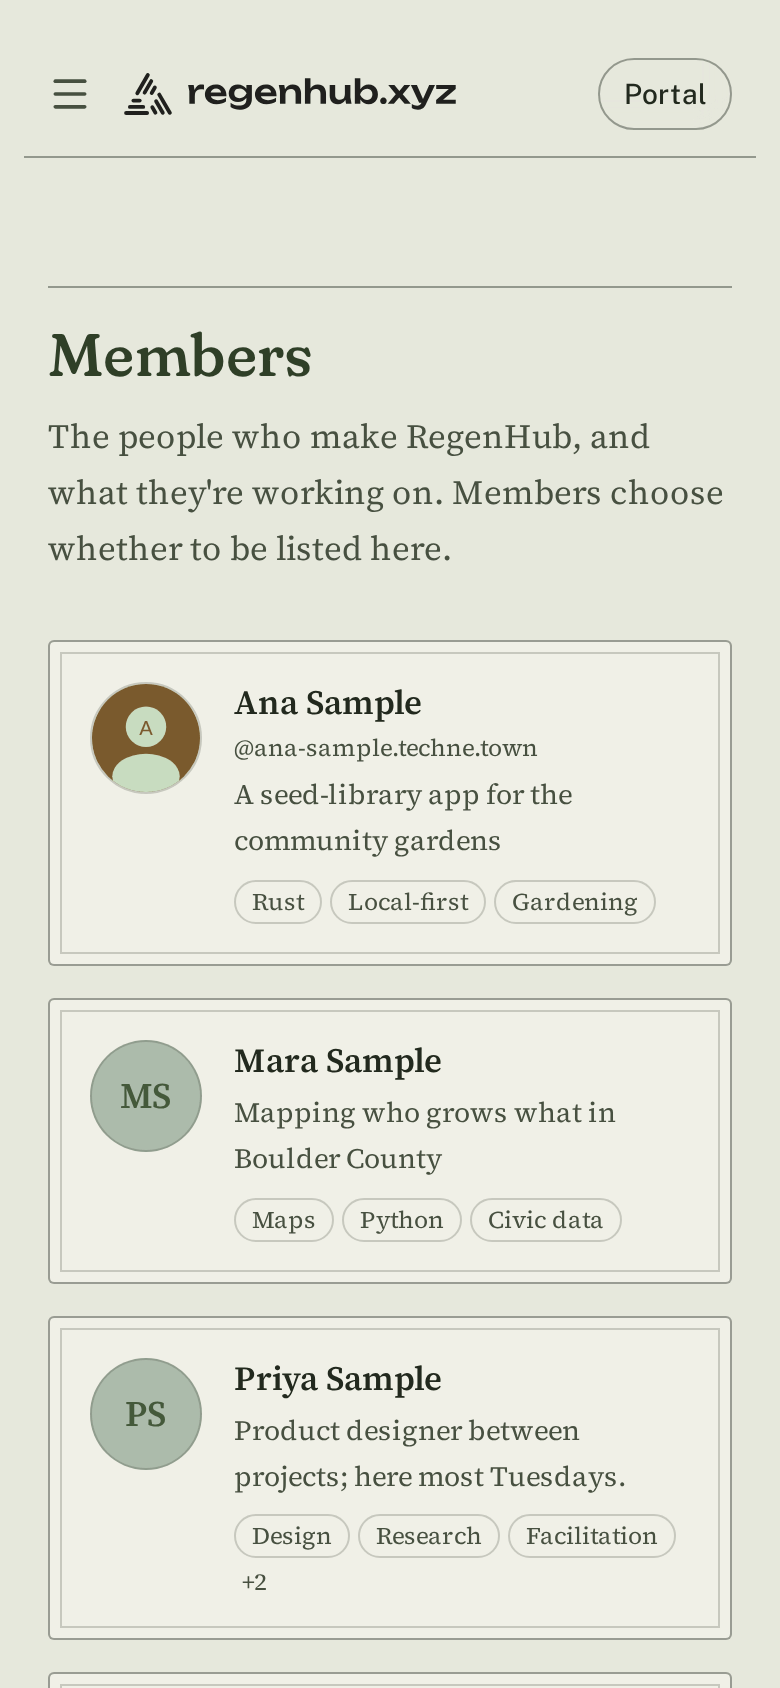 regenhub.xyz
Portal
Members
The people who make RegenHub, and
what they're working on. Members choose
whether to be listed here.
A
Ana Sample
@ana-sample.techne.town
A seed-library app for the
community gardens
Rust Local-first Gardening
MS
Mara Sample
Mapping who grows what in
Boulder County
Maps Python Civic data
PS
Priya Sample
Product designer between
projects; here most Tuesdays.
Design Research Facilitation
+2